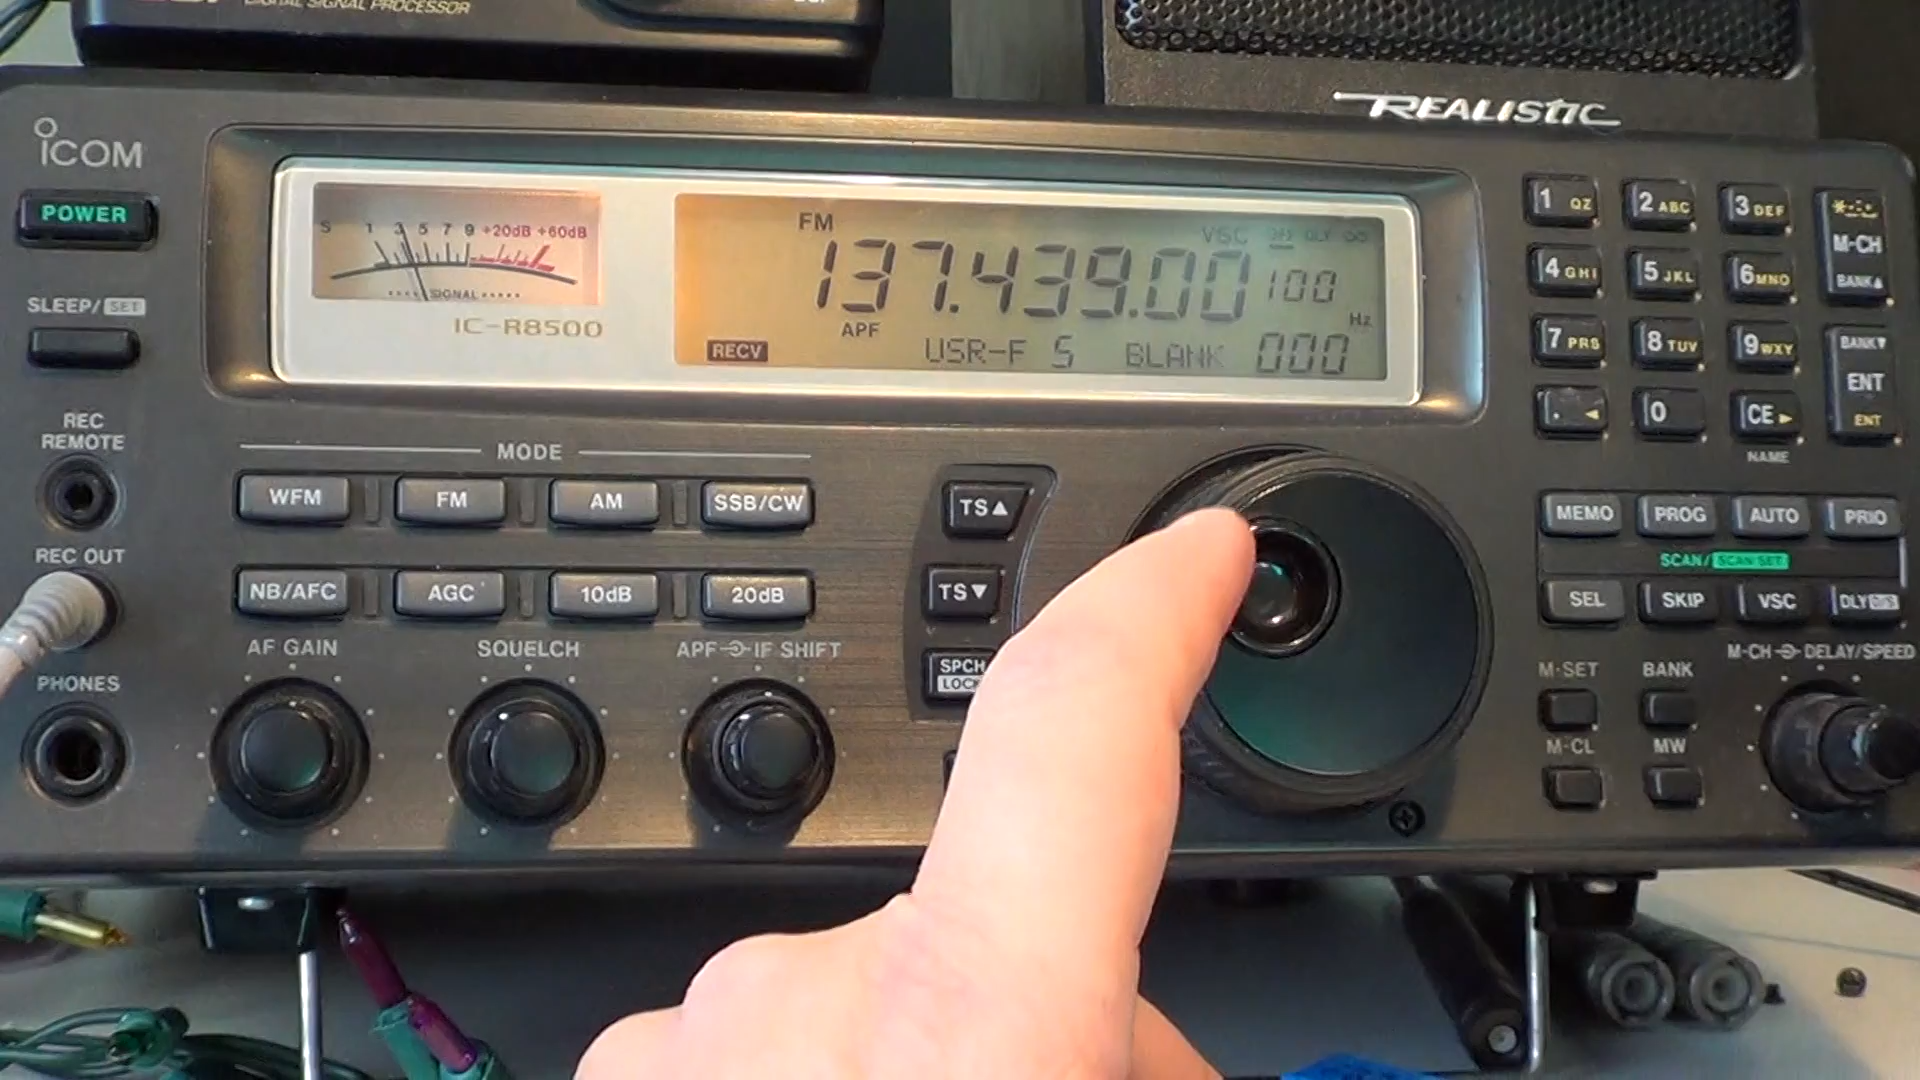 DIGITAL SIGNAL PROCESSOR
REALISTIC
ICOM
POWER
SLEEP/SET
REC
REMOTE
REC OUT
PHONES
S 1 3 5 7 9 +20dB +60dB
SIGNAL
IC-R8500
FM
VSC
137.439.00 100
Hz
APF
RECV
USR-F 5 BLANK 000
MODE
WFM FM AM SSB/CW
NB/AFC AGC 10dB 20dB
AF GAIN SQUELCH APF IF SHIFT
TS▲
TS▼
SPCH
LOCK
1 QZ 2 ABC 3 DEF
4 GHI 5 JKL 6 MNO
7 PRS 8 TUV 9 WXY
. ◄ 0 CE ►
NAME
M-CH
BANK▲
BANK▼
ENT
ENT
MEMO PROG AUTO PRIO
SCAN/SCAN SET
SEL SKIP VSC DLY
M-SET BANK
M-CL MW
M-CH DELAY/SPEED